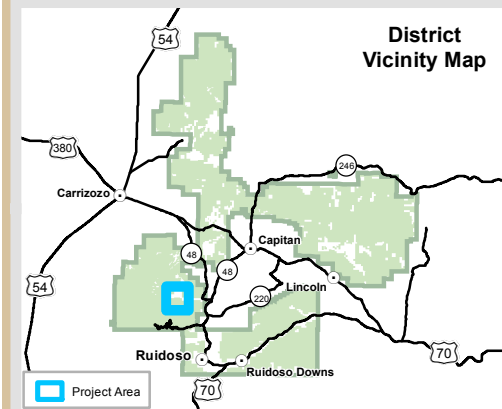 District
Vicinity Map
54
380
246
Carrizozo
Capitan
48
48
54
220
Lincoln
Ruidoso
Ruidoso Downs
70
70
Project Area